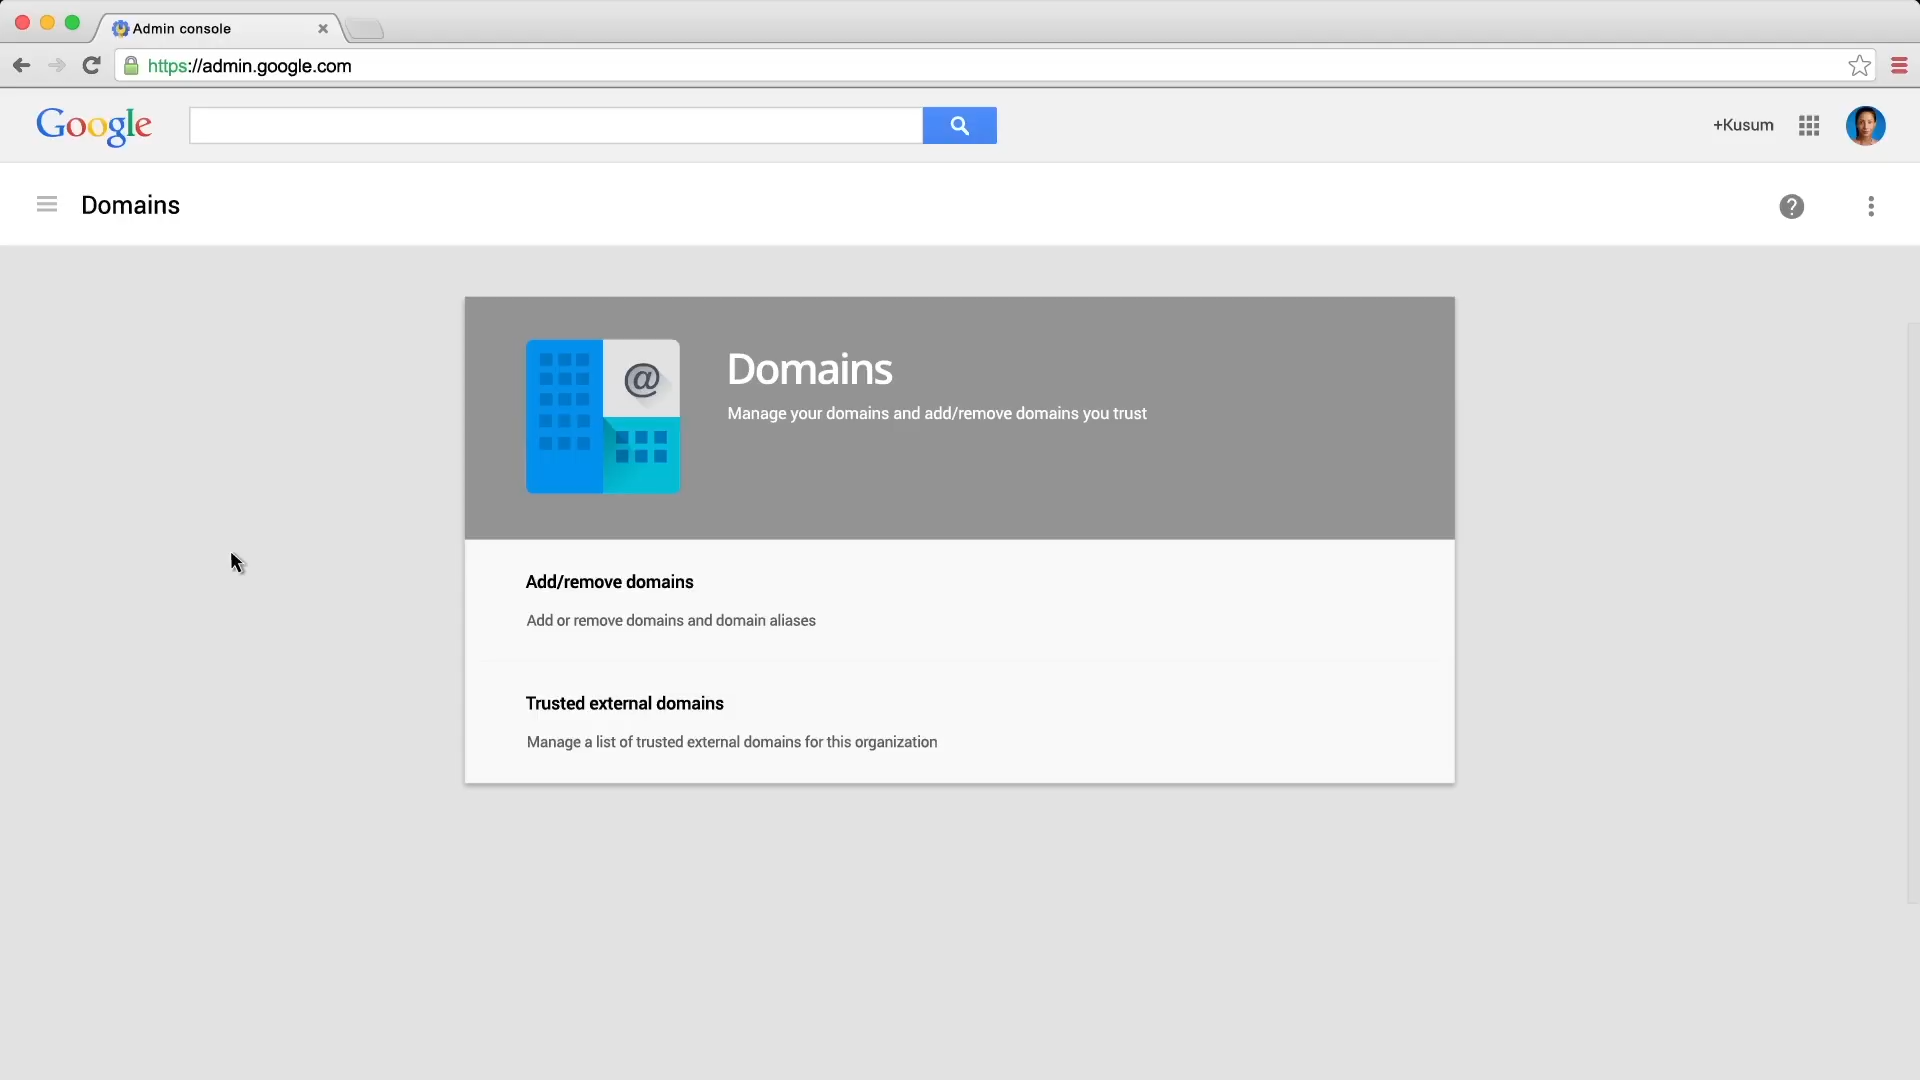 Admin console
https://admin.google.com
Google
+Kusum
Domains
?
@
Domains
Manage your domains and add/remove domains you trust
Add/remove domains
Add or remove domains and domain aliases
Trusted external domains
Manage a list of trusted external domains for this organization